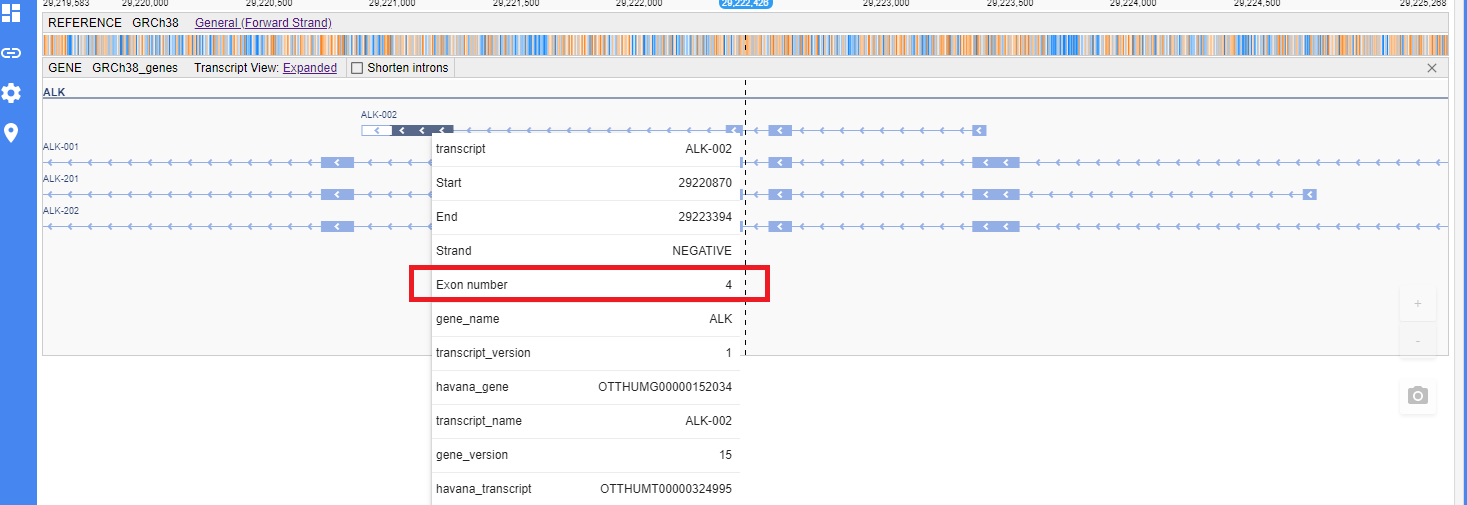 29,219,583 29,220,000 29,220,500 29,221,000 29,221,500 29,222,000 29,222,426 29,223,000 29,223,500 29,224,000 29,224,500 29,225,268
REFERENCE GRCh38 General (Forward Strand)
GENE GRCh38_genes Transcript View: Expanded Shorten introns
ALK
ALK-002
ALK-001
ALK-201
ALK-202
transcript ALK-002
Start 29220870
End 29223394
Strand NEGATIVE
Exon number 4
gene_name ALK
transcript_version 1
havana_gene OTTHUMG00000152034
transcript_name ALK-002
gene_version 15
havana_transcript OTTHUMT00000324995
+
-